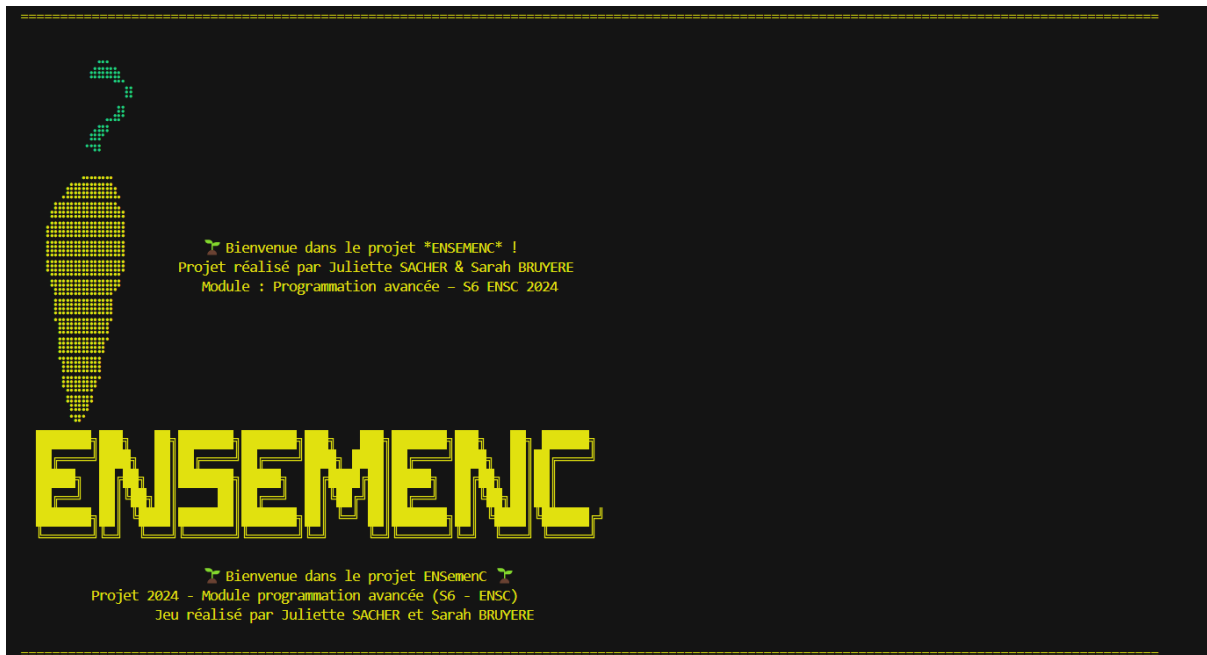 🌱 Bienvenue dans le projet *ENSEMENC* !
Projet réalisé par Juliette SACHER & Sarah BRUYERE
Module : Programmation avancée – S6 ENSC 2024
ENSEMENC
🌱 Bienvenue dans le projet ENSemenC 🌱
Projet 2024 - Module programmation avancée (S6 - ENSC)
Jeu réalisé par Juliette SACHER et Sarah BRUYERE